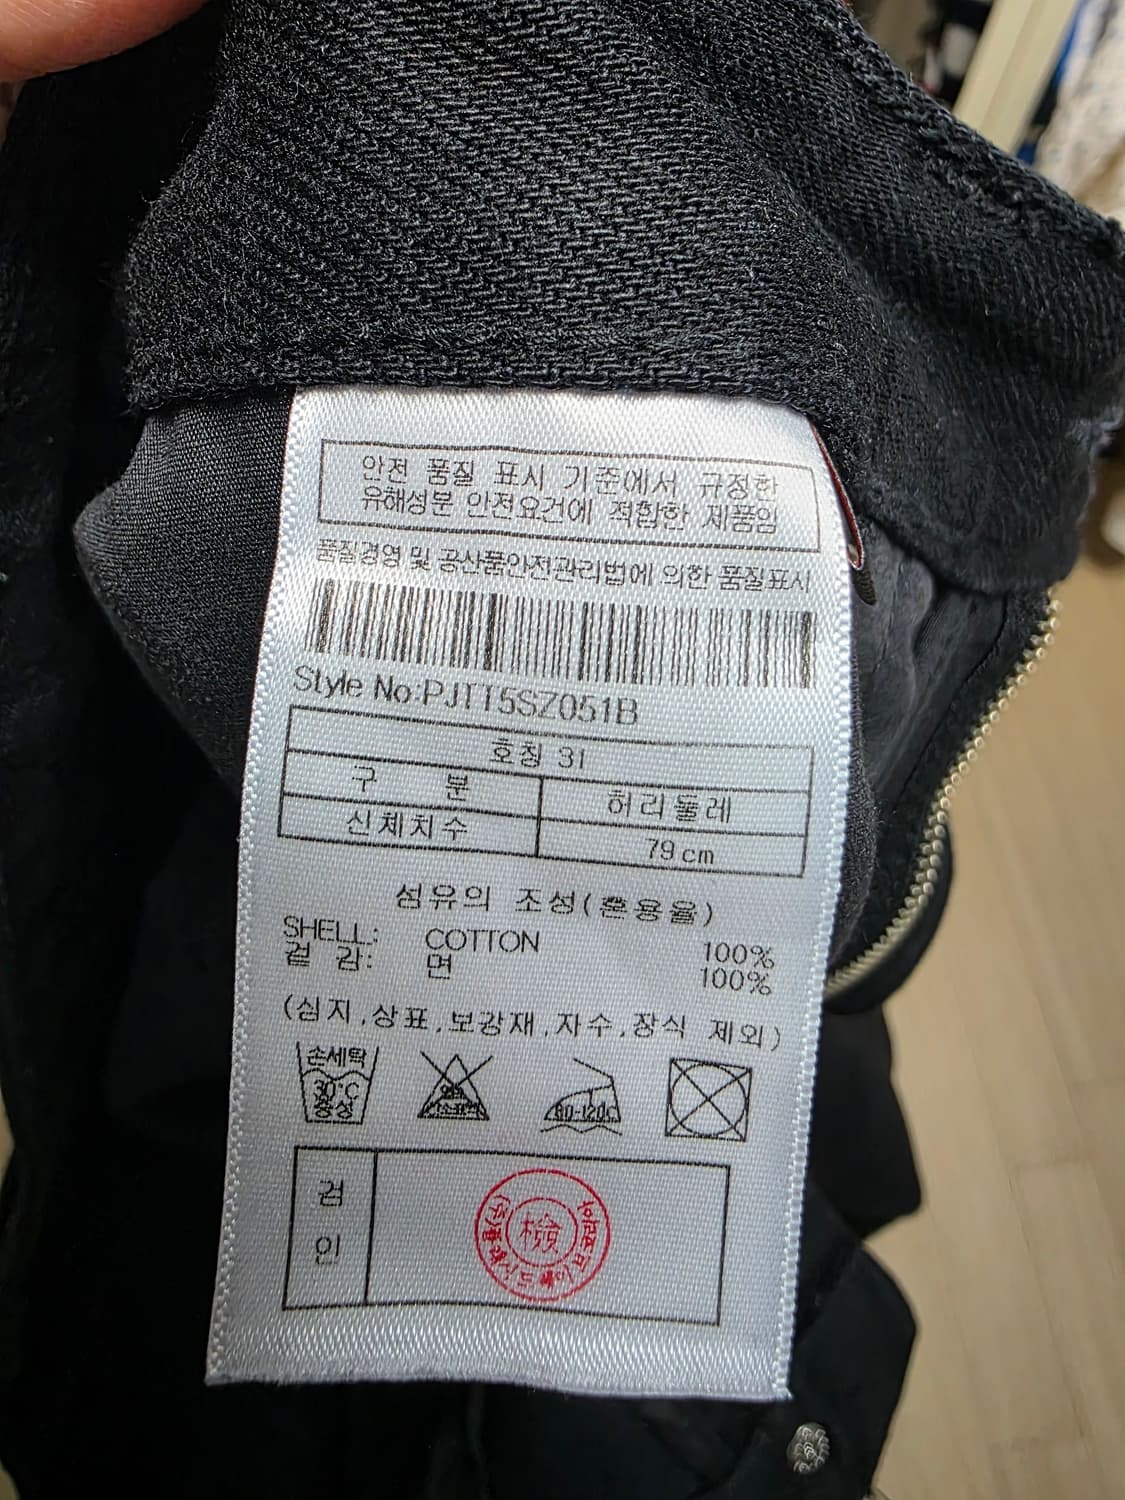 안전 품질 표시 기준에서 규정한
유해성분 안전요건에 적합한 제품임
품질경영 및 공산품안전관리법에 의한 품질표시
Style No:PJTT5SZ051B
호칭 31
구 분 허리둘레
신체치수 79 cm
섬유의 조성(혼용율)
SHELL: COTTON 100%
겉 감: 면 100%
(심지,상표,보강재,자수,장식 제외)
손세탁
30°C
중성
80-120C
검
인
檢